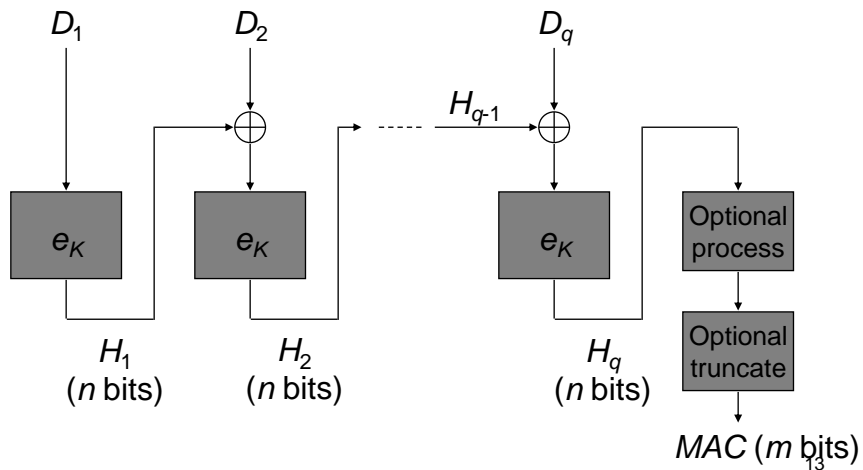 D1 D2 Dq
Hq-1
eK eK eK
Optional
process
Optional
truncate
H1 H2 Hq
(n bits) (n bits) (n bits)
MAC (m bits)
13